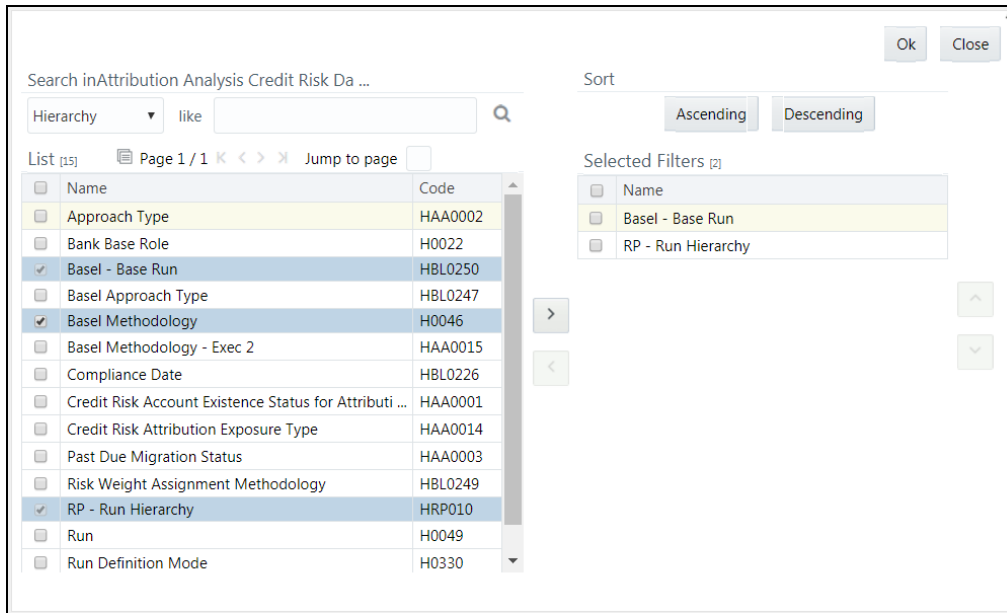 Ok Close
Search inAttribution Analysis Credit Risk Da ...
Hierarchy like
List [15] Page 1 / 1 Jump to page
Name Code
Approach Type HAA0002
Bank Base Role H0022
Basel - Base Run HBL0250
Basel Approach Type HBL0247
Basel Methodology H0046
Basel Methodology - Exec 2 HAA0015
Compliance Date HBL0226
Credit Risk Account Existence Status for Attributi ... HAA0001
Credit Risk Attribution Exposure Type HAA0014
Past Due Migration Status HAA0003
Risk Weight Assignment Methodology HBL0249
RP - Run Hierarchy HRP010
Run H0049
Run Definition Mode H0330
Sort
Ascending Descending
Selected Filters [2]
Name
Basel - Base Run
RP - Run Hierarchy